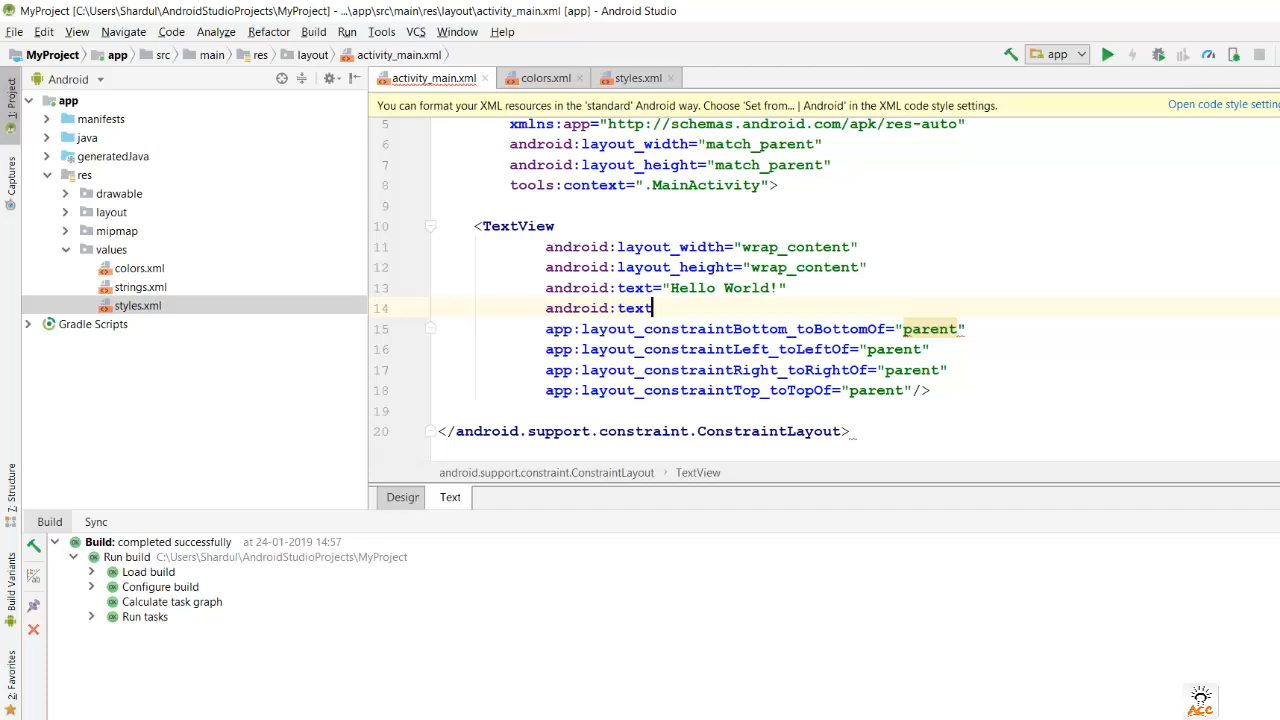 MyProject [C:\Users\Shardul\AndroidStudioProjects\MyProject] - ...\app\src\main\res\layout\activity_main.xml [app] - Android Studio
File Edit View Navigate Code Analyze Refactor Build Run Tools VCS Window Help
MyProject app src main res layout activity_main.xml app
1: Project
Captures
7: Structure
Build Variants
2: Favorites
Android
app
manifests
java
generatedJava
res
drawable
layout
mipmap
values
colors.xml
strings.xml
styles.xml
Gradle Scripts
activity_main.xml colors.xml styles.xml
You can format your XML resources in the 'standard' Android way. Choose 'Set from... | Android' in the XML code style settings. Open code style settin
5 xmlns:app="http://schemas.android.com/apk/res-auto"
6 android:layout_width="match_parent"
7 android:layout_height="match_parent"
8 tools:context=".MainActivity">
9
10 <TextView
11 android:layout_width="wrap_content"
12 android:layout_height="wrap_content"
13 android:text="Hello World!"
14 android:text
15 app:layout_constraintBottom_toBottomOf="parent"
16 app:layout_constraintLeft_toLeftOf="parent"
17 app:layout_constraintRight_toRightOf="parent"
18 app:layout_constraintTop_toTopOf="parent"/>
19
20 </android.support.constraint.ConstraintLayout>
android.support.constraint.ConstraintLayout TextView
Design Text
Build Sync
Build: completed successfully at 24-01-2019 14:57
Run build C:\Users\Shardul\AndroidStudioProjects\MyProject
Load build
Configure build
Calculate task graph
Run tasks
ACC